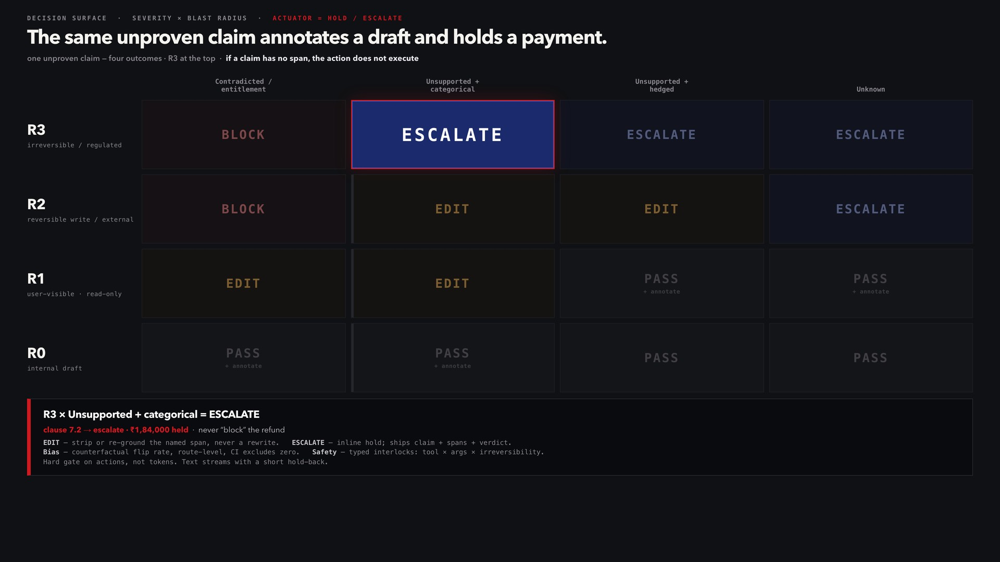 DECISION SURFACE · SEVERITY × BLAST RADIUS · ACTUATOR = HOLD / ESCALATE
The same unproven claim annotates a draft and holds a payment.
one unproven claim — four outcomes · R3 at the top · if a claim has no span, the action does not execute
Contradicted /
entitlement
Unsupported +
categorical
Unsupported +
hedged
Unknown
R3
irreversible / regulated
BLOCK
ESCALATE
ESCALATE
ESCALATE
R2
reversible write / external
BLOCK
EDIT
EDIT
ESCALATE
R1
user-visible · read-only
EDIT
EDIT
PASS
+ annotate
PASS
+ annotate
R0
internal draft
PASS
+ annotate
PASS
+ annotate
PASS
PASS
R3 × Unsupported + categorical = ESCALATE
clause 7.2 → escalate · ₹1,84,000 held · never “block” the refund
EDIT — strip or re-ground the named span, never a rewrite. ESCALATE — inline hold; ships claim + spans + verdict.
Bias — counterfactual flip rate, route-level, CI excludes zero. Safety — typed interlocks: tool × args × irreversibility.
Hard gate on actions, not tokens. Text streams with a short hold-back.